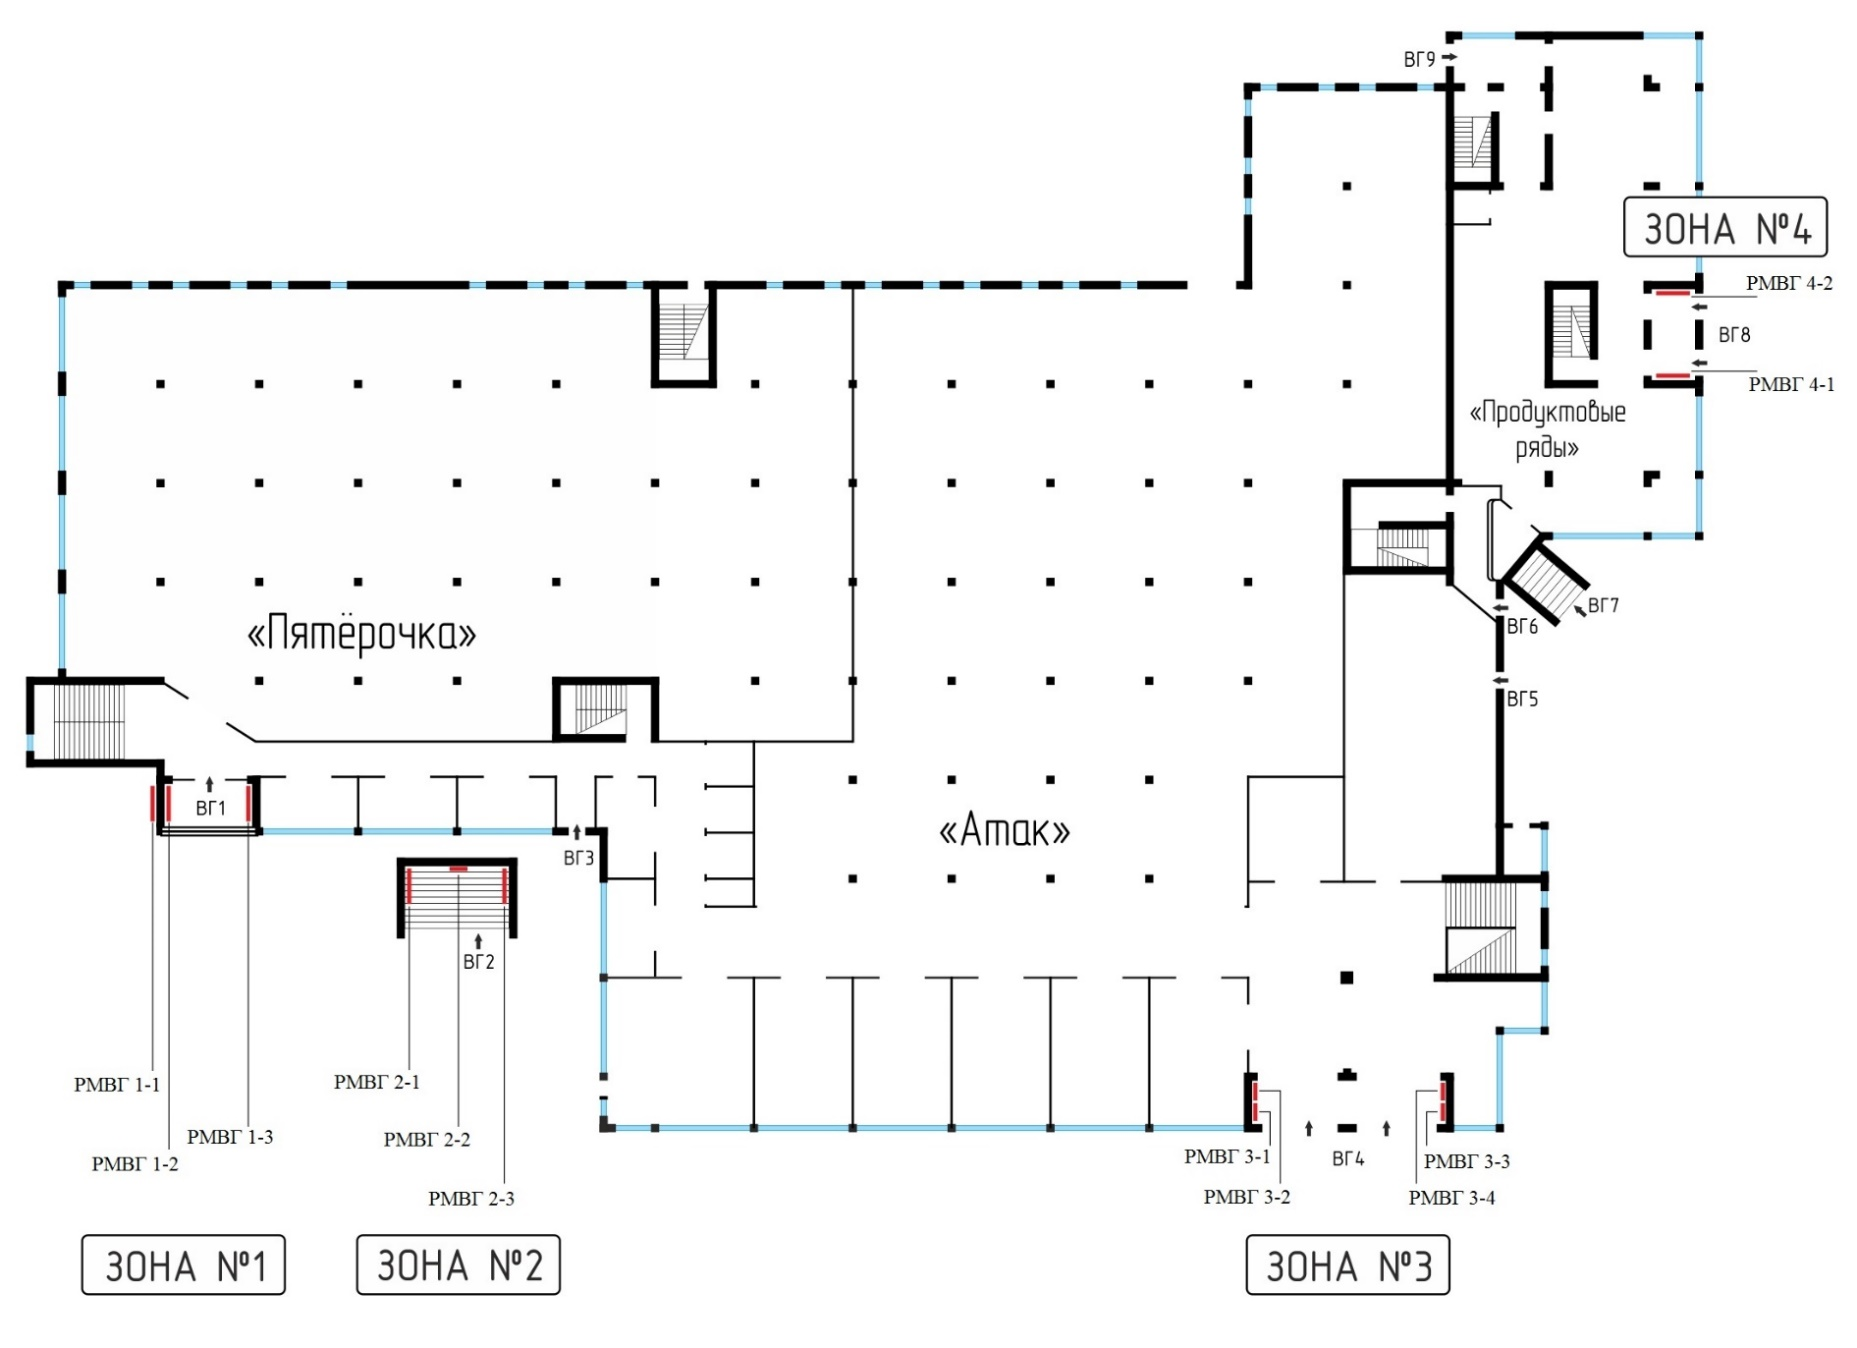 ВГ9
ЗОНА №4
РМВГ 4-2
ВГ8
РМВГ 4-1
«Продуктовые
ряды»
ВГ7
ВГ6
ВГ5
«Пятёрочка»
«Атак»
ВГ1
ВГ3
ВГ2
РМВГ 1-1
РМВГ 2-1
РМВГ 1-3
РМВГ 2-2
РМВГ 1-2
РМВГ 2-3
РМВГ 3-1
ВГ4
РМВГ 3-3
РМВГ 3-2
РМВГ 3-4
ЗОНА №1
ЗОНА №2
ЗОНА №3